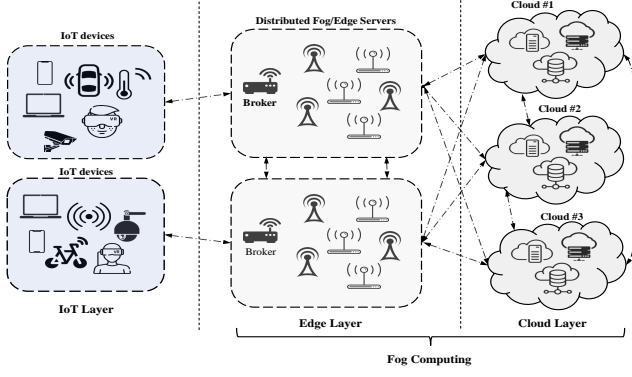 Cloud #1
Distributed Fog/Edge Servers
IoT devices
Broker
Cloud #2
IoT devices
Broker
Cloud #3
IoT Layer
Edge Layer
Cloud Layer
Fog Computing